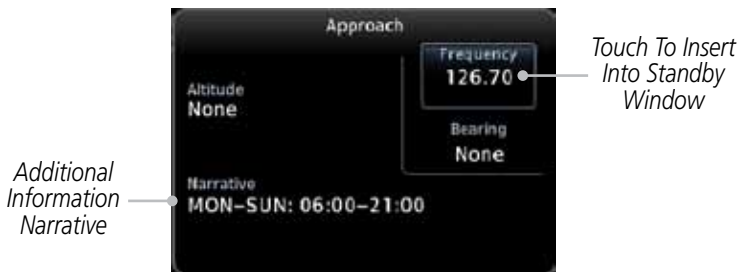 Approach
Frequency
126.70
Touch To Insert
Into Standby
Window
Altitude
None
Bearing
None
Additional
Information
Narrative
Narrative
MON–SUN: 06:00–21:00